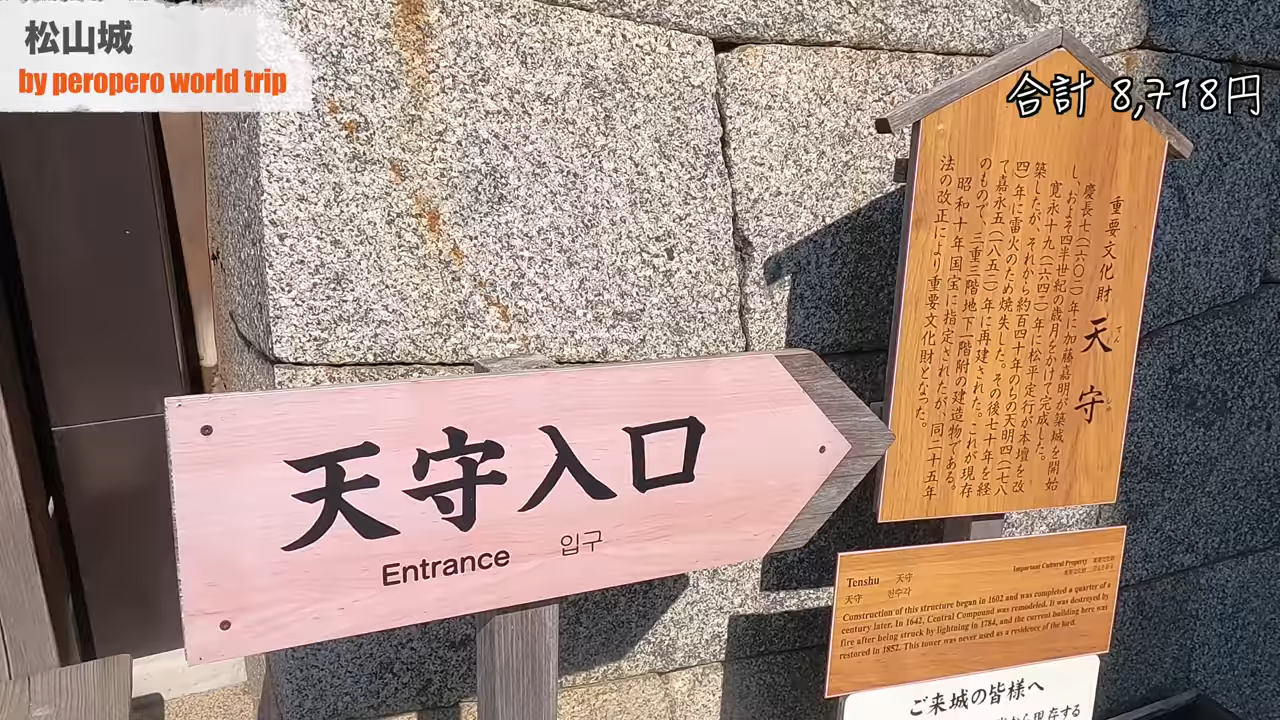 松山城
by peropero world trip
合計 8,718円
天守入口
Entrance 입구
重要文化財 天守
てんしゅ
慶長七(一六〇二)年に加藤嘉明が築城を開始
し、およそ四半世紀の歳月をかけて完成した。
寛永十九(一六四二)年に松平定行が本壇を改
築したが、それから約百四十年のちの天明四(一七八
四)年に雷火のため焼失した。その後七十年を経
て嘉永五(一八五二)年に再建された。これが現存
のもので、三重三階地下一階附の建造物である。
昭和十年国宝に指定されたが、同二十五年
法の改正により重要文化財となった。
Tenshu 天守
天守 천수각
Important Cultural Property
Construction of this structure began in 1602 and was completed a quarter of a
century later. In 1642, Central Compound was remodeled. It was destroyed by
fire after being struck by lightning in 1784, and the current building here was
restored in 1852. This tower was never used as a residence of the lord.
ご来城の皆様へ
現存する